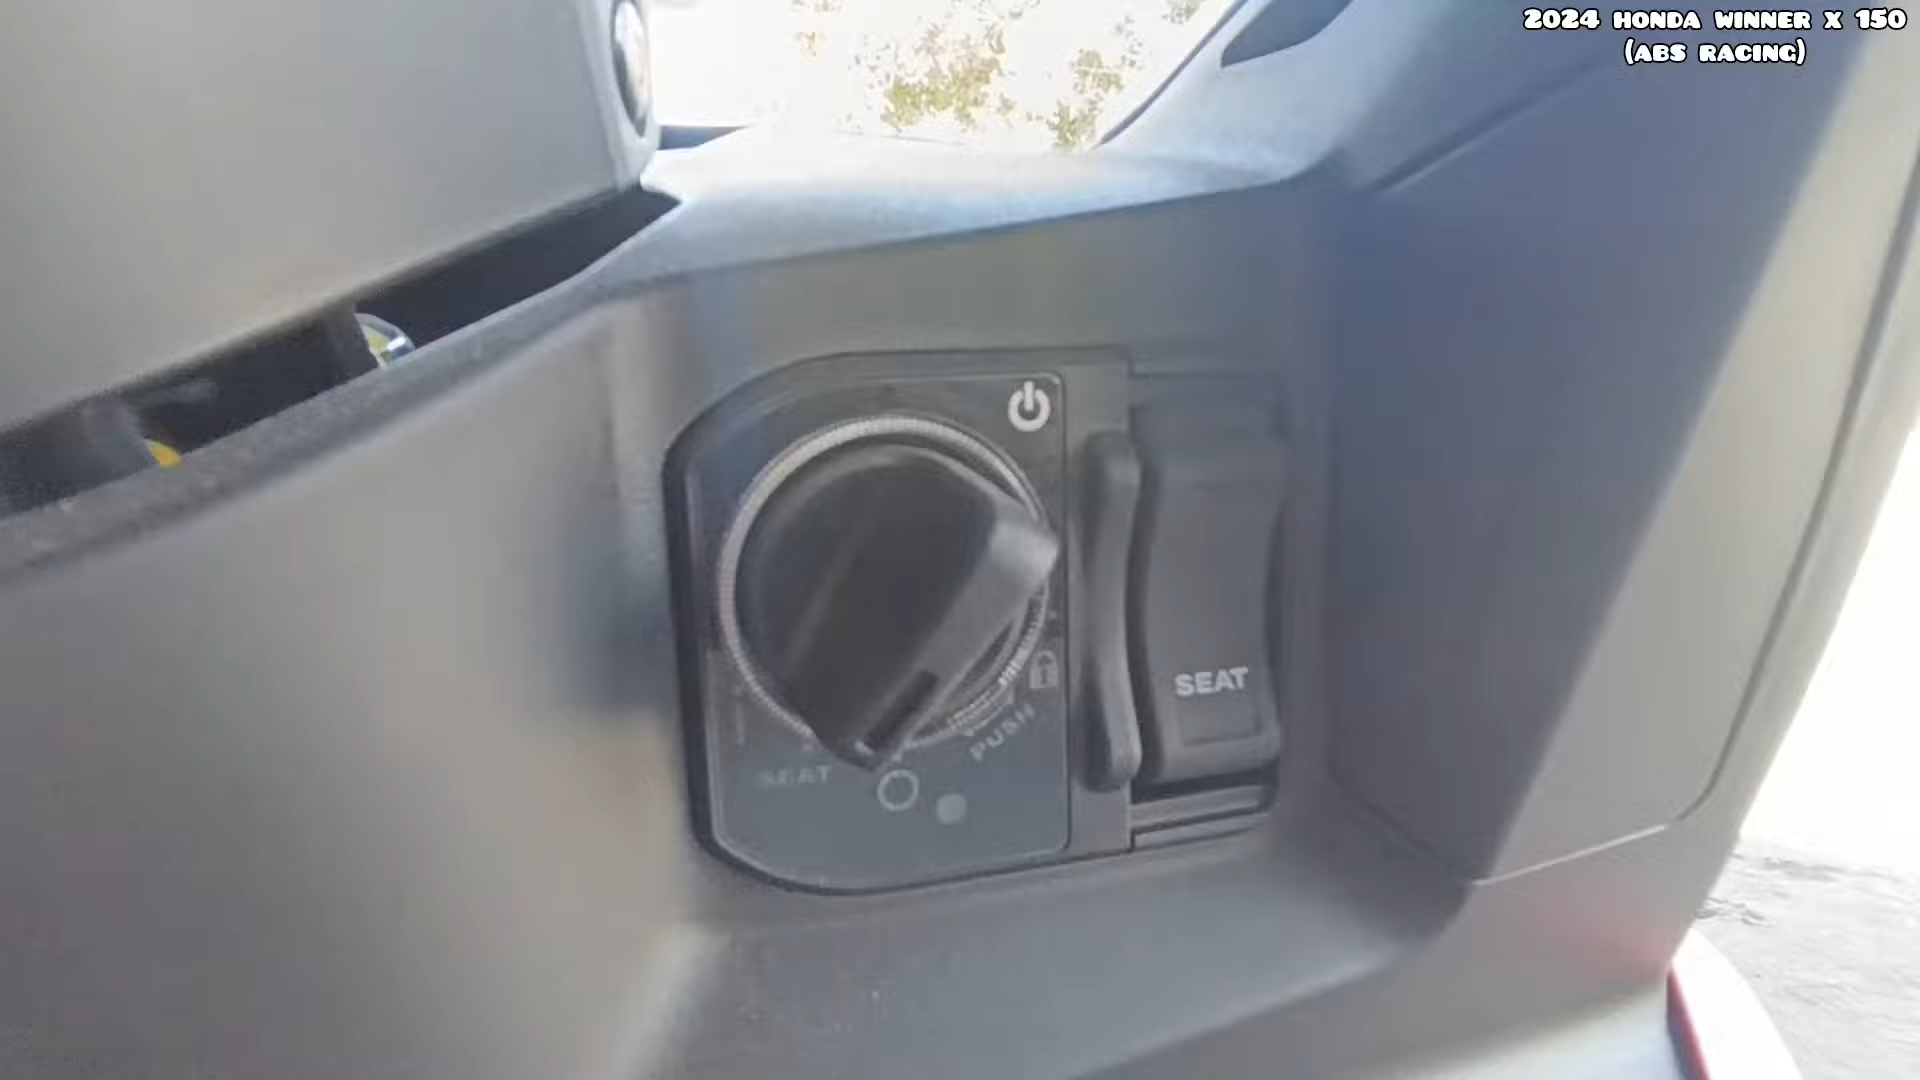 2024 HONDA WINNER X 150
(ABS RACING)
SEAT
PUSH
SEAT